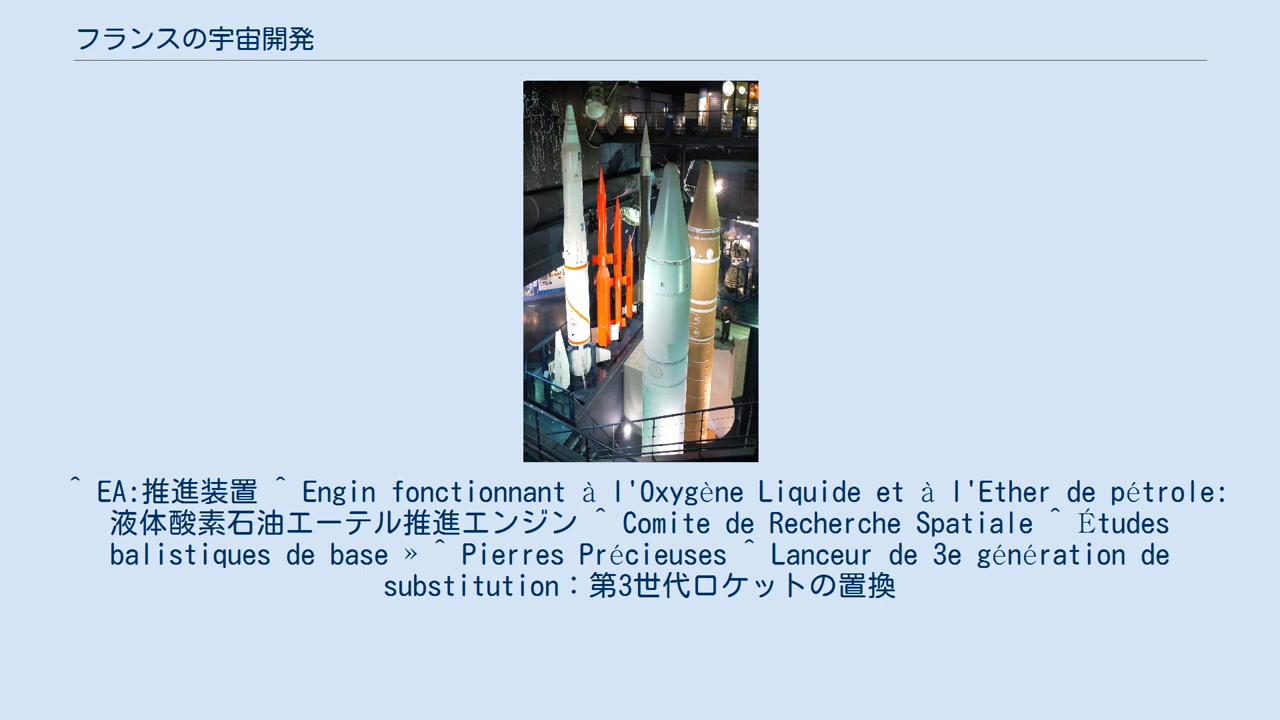 フランスの宇宙開発
^ EA:推進装置 ^ Engin fonctionnant à l'Oxygène Liquide et à l'Ether de pétrole:
液体酸素石油エーテル推進エンジン ^ Comite de Recherche Spatiale ^ Études
balistiques de base » ^ Pierres Précieuses ^ Lanceur de 3e génération de
substitution：第3世代ロケットの置換